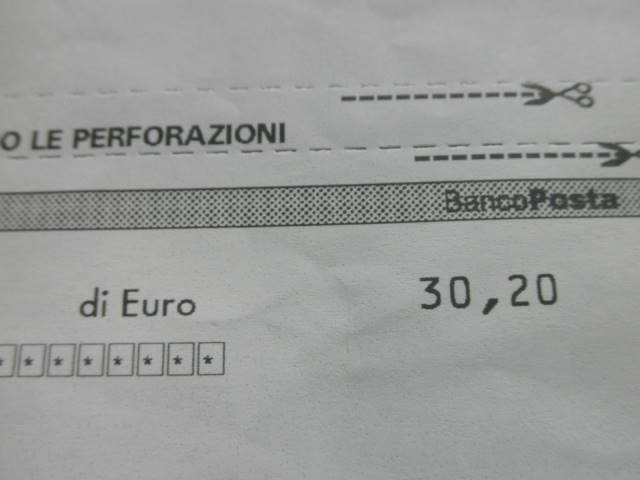 O LE PERFORAZIONI
BancoPosta
di Euro 30,20
* * * * * * * *